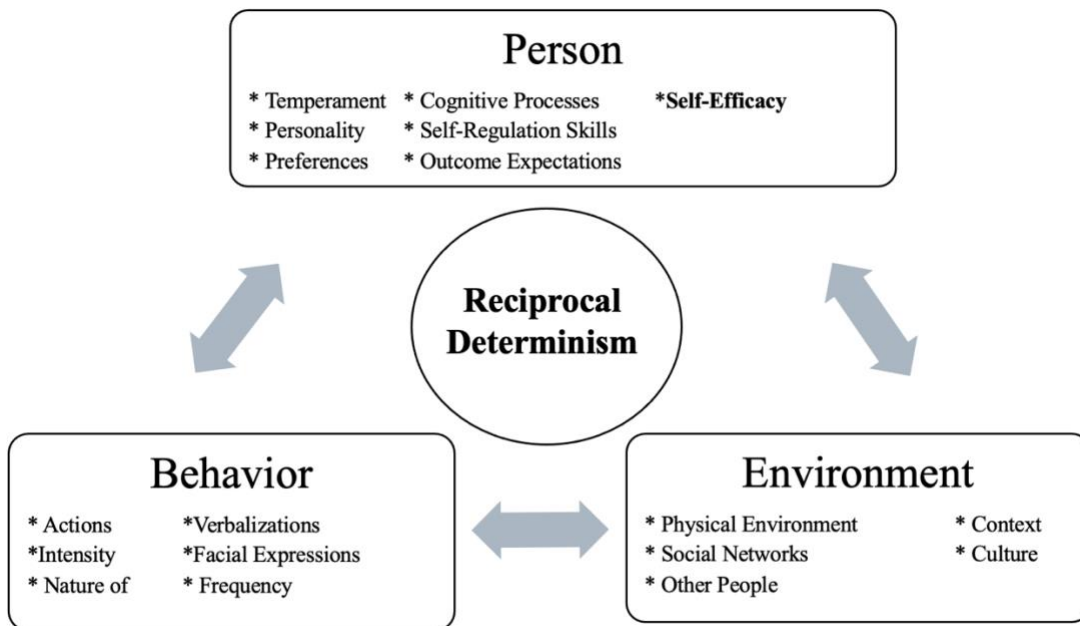 Person
* Temperament * Cognitive Processes *Self-Efficacy
* Personality * Self-Regulation Skills
* Preferences * Outcome Expectations
Reciprocal
Determinism
Behavior
* Actions *Verbalizations
*Intensity *Facial Expressions
* Nature of * Frequency
Environment
* Physical Environment * Context
* Social Networks * Culture
* Other People